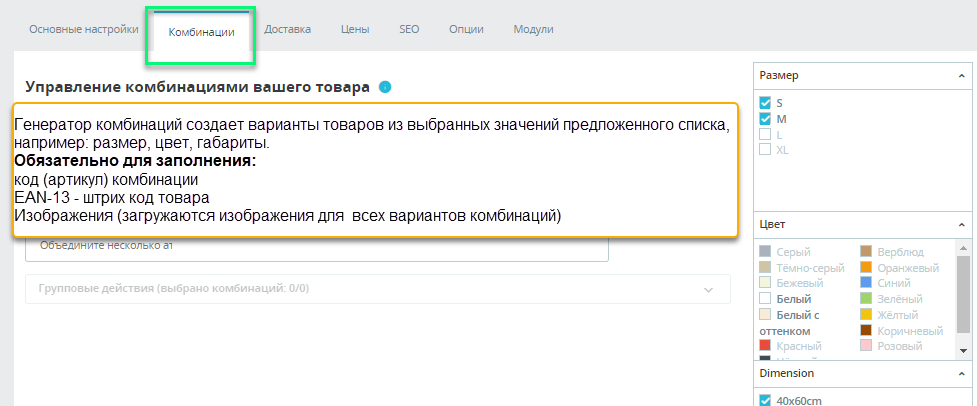 Основные настройки
Комбинации
Доставка
Цены
SEO
Опции
Модули
Управление комбинациями вашего товара
Генератор комбинаций создает варианты товаров из выбранных значений предложенного списка,
например: размер, цвет, габариты.
Обязательно для заполнения:
код (артикул) комбинации
EAN-13 - штрих код товара
Изображения (загружаются изображения для всех вариантов комбинаций)
Объедините несколько ат
Групповые действия (выбрано комбинаций: 0/0)
Размер
S
M
L
XL
Цвет
Серый
Верблюд
Тёмно-серый
Оранжевый
Бежевый
Синий
Белый
Зелёный
Белый с
оттенком
Жёлтый
Коричневый
Красный
Розовый
Dimension
40x60cm